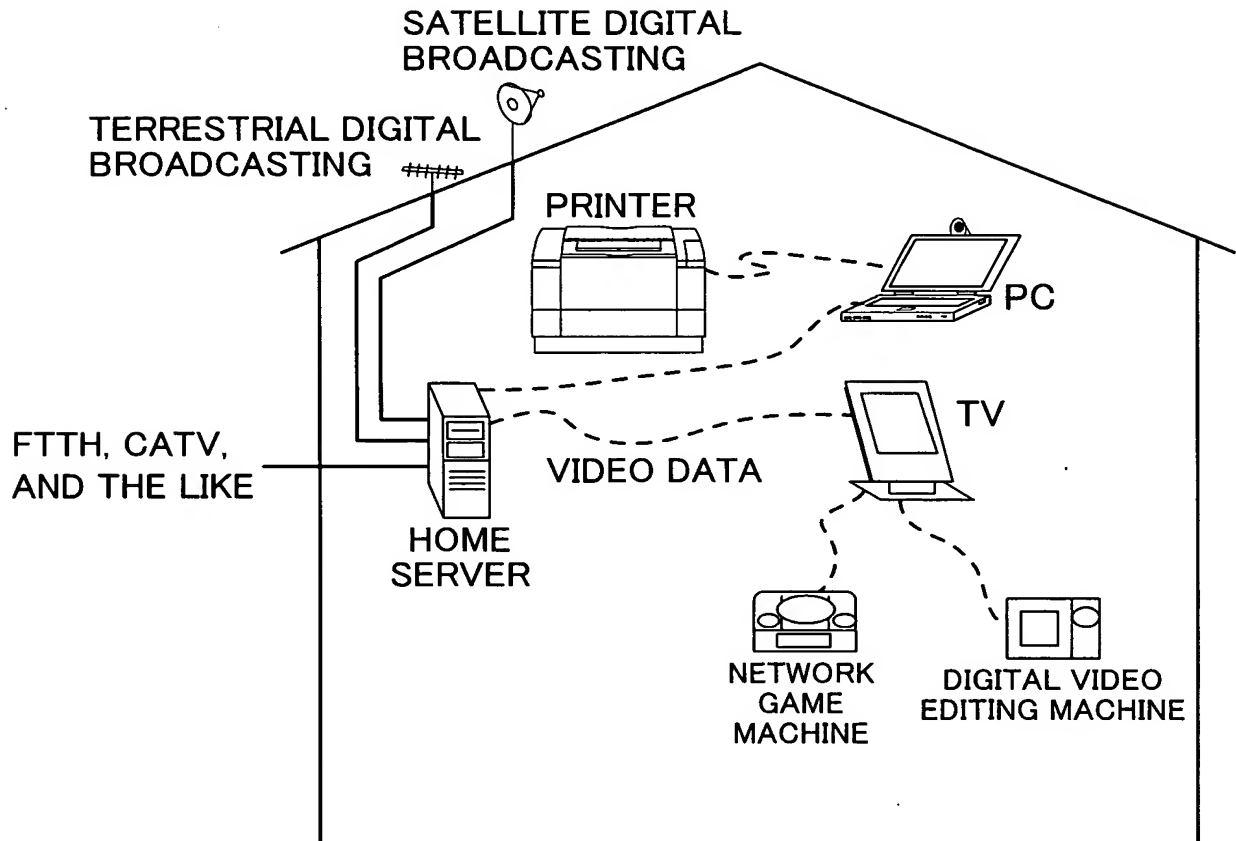 SATELLITE DIGITAL
BROADCASTING
TERRESTRIAL DIGITAL
BROADCASTING
PRINTER
PC
TV
FTTH, CATV,
AND THE LIKE
VIDEO DATA
HOME
SERVER
NETWORK
GAME
MACHINE
DIGITAL VIDEO
EDITING MACHINE